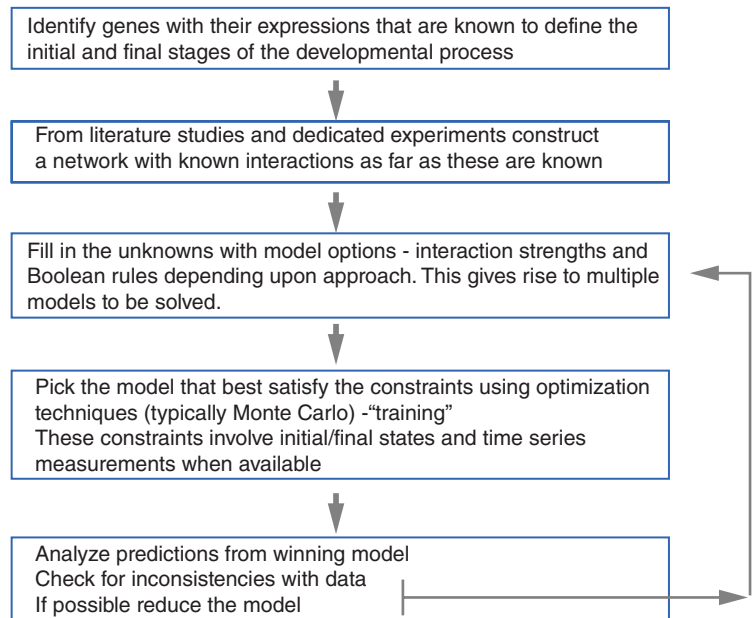 Identify genes with their expressions that are known to define the
initial and final stages of the developmental process
From literature studies and dedicated experiments construct
a network with known interactions as far as these are known
Fill in the unknowns with model options - interaction strengths and
Boolean rules depending upon approach. This gives rise to multiple
models to be solved.
Pick the model that best satisfy the constraints using optimization
techniques (typically Monte Carlo) -“training”
These constraints involve initial/final states and time series
measurements when available
Analyze predictions from winning model
Check for inconsistencies with data
If possible reduce the model